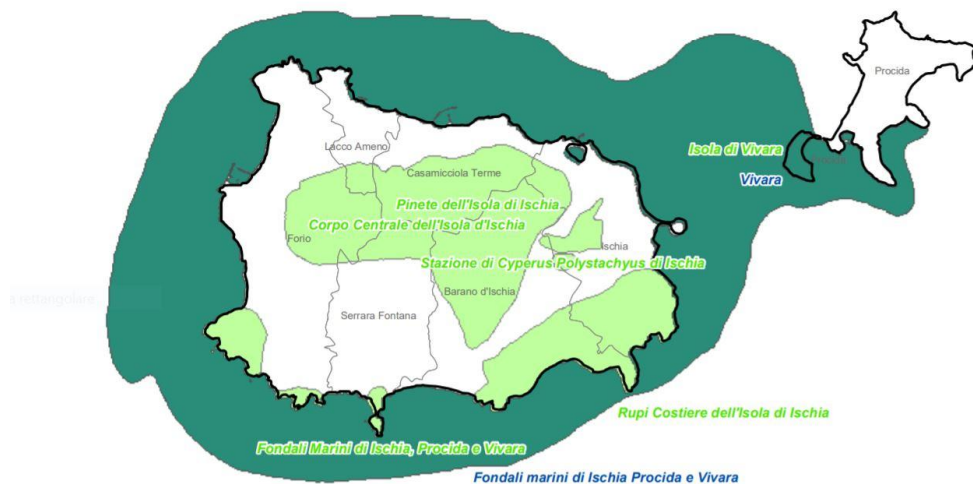 Procida
Lacco Ameno
Isola di Vivara
Procida
Casamicciola Terme
Vivara
Pinete dell'Isola di Ischia
Corpo Centrale dell'Isola d'Ischia
Forio
Ischia
Stazione di Cyperus Polystachyus di Ischia
Barano d'Ischia
i rettangolare
Serrara Fontana
Rupi Costiere dell'Isola di Ischia
Fondali Marini di Ischia, Procida e Vivara
Fondali marini di Ischia Procida e Vivara